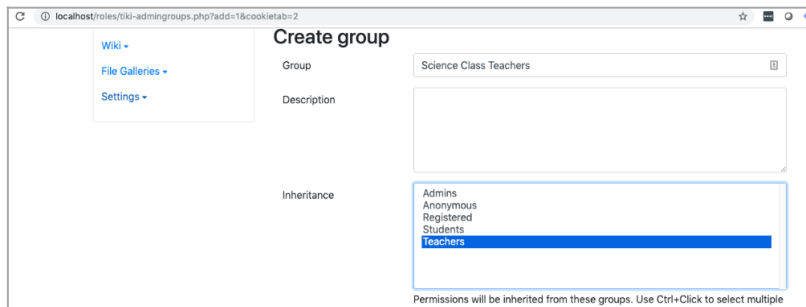 localhost/roles/tiki-admingroups.php?add=1&cookietab=2
Create group
Wiki
File Galleries
Settings
Group
Science Class Teachers
Description
Inheritance
Admins
Anonymous
Registered
Students
Teachers
Permissions will be inherited from these groups. Use Ctrl+Click to select multiple